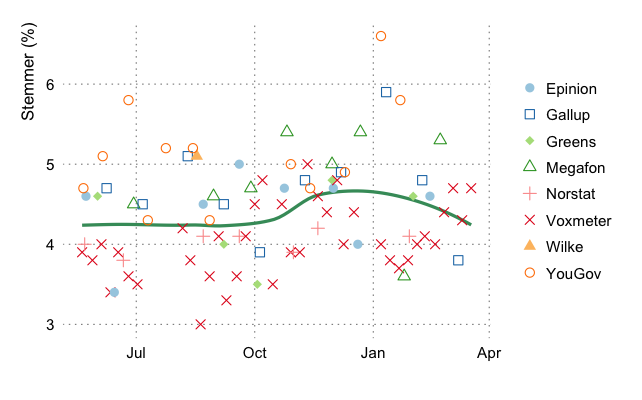 Stemmer (%)
6
5
4
3
Jul
Oct
Jan
Apr
Epinion
Gallup
Greens
Megafon
Norstat
Voxmeter
Wilke
YouGov